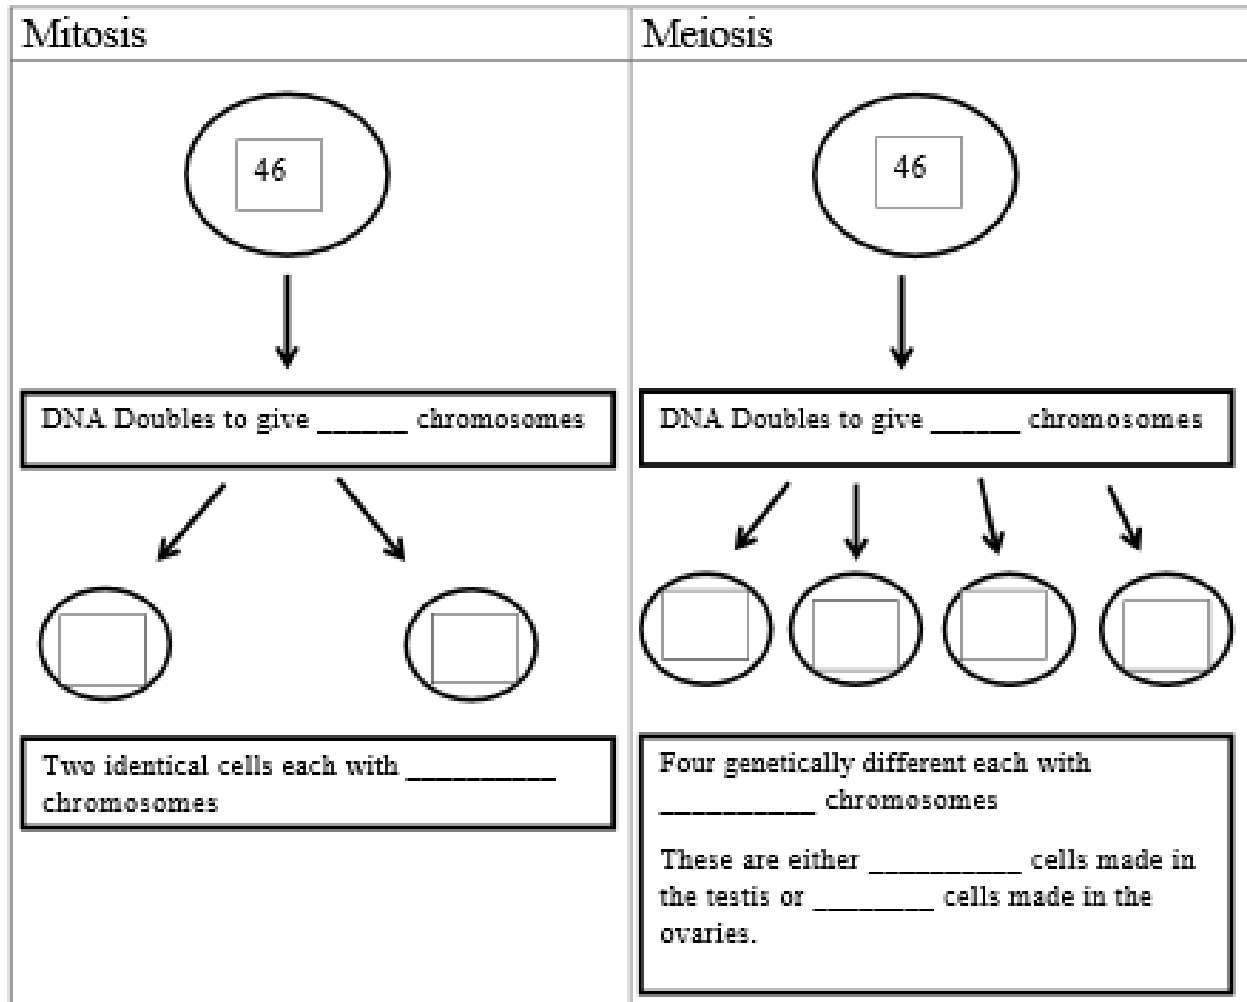 Mitosis
46
DNA Doubles to give ______ chromosomes
Two identical cells each with __________
chromosomes
Meiosis
46
DNA Doubles to give ______ chromosomes
Four genetically different each with
__________ chromosomes
These are either __________ cells made in
the testis or ________ cells made in the
ovaries.